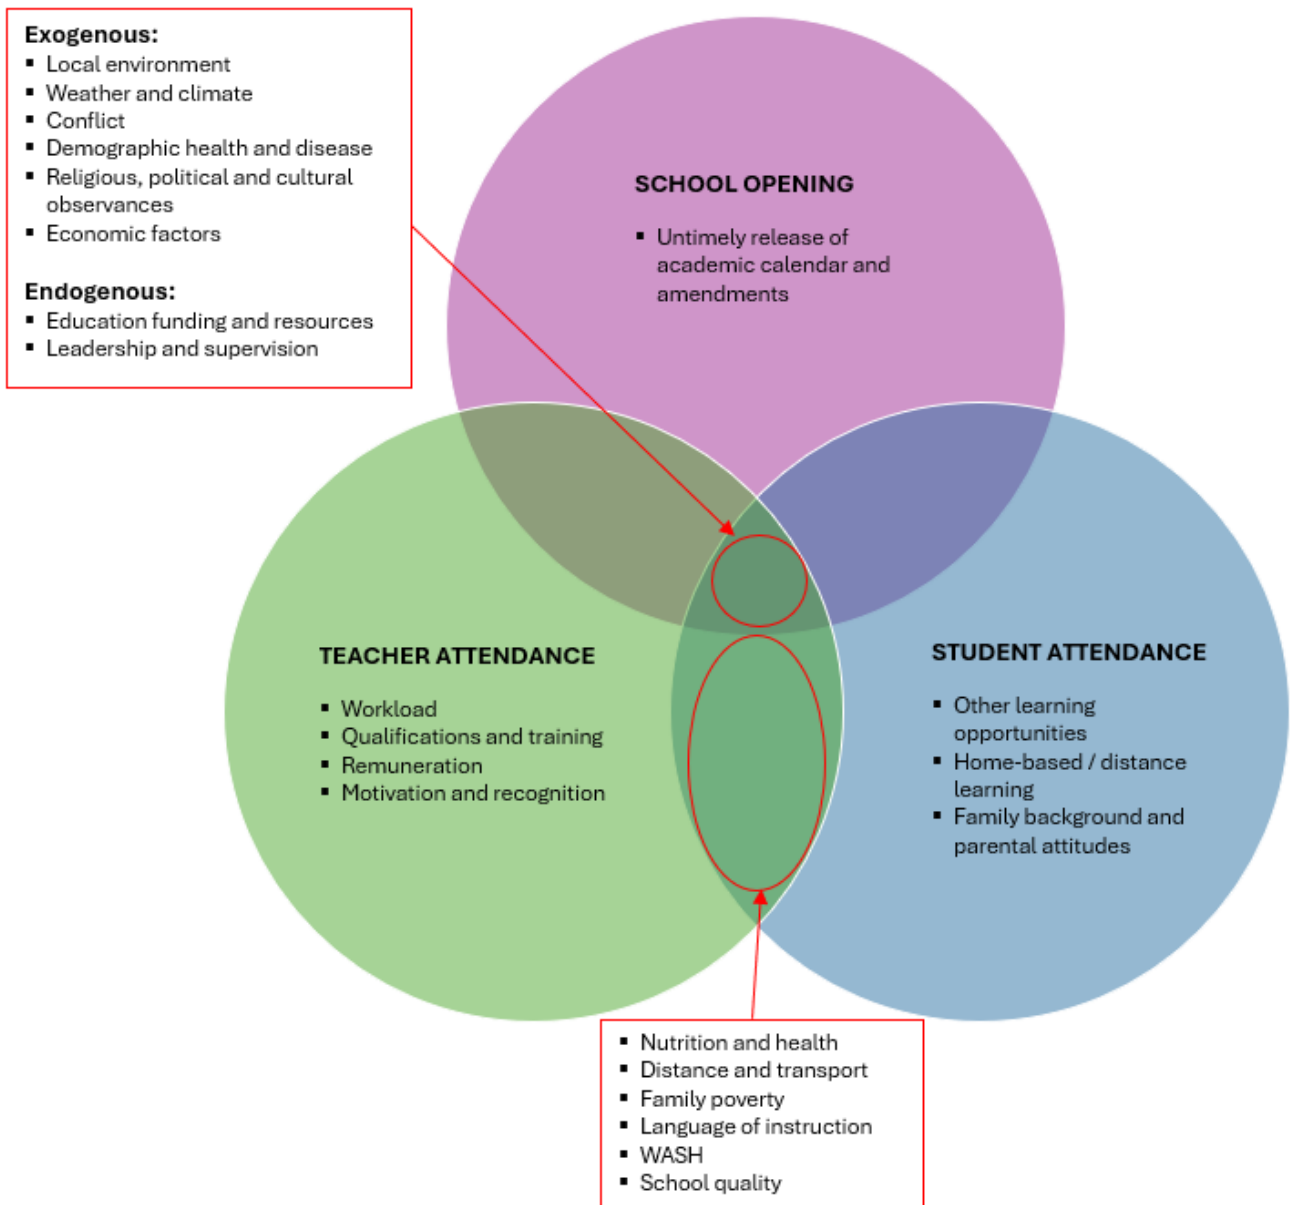 Exogenous:
▪ Local environment
▪ Weather and climate
▪ Conflict
▪ Demographic health and disease
▪ Religious, political and cultural
observances
▪ Economic factors
Endogenous:
▪ Education funding and resources
▪ Leadership and supervision
SCHOOL OPENING
▪ Untimely release of
academic calendar and
amendments
TEACHER ATTENDANCE
▪ Workload
▪ Qualifications and training
▪ Remuneration
▪ Motivation and recognition
STUDENT ATTENDANCE
▪ Other learning
opportunities
▪ Home-based / distance
learning
▪ Family background and
parental attitudes
▪ Nutrition and health
▪ Distance and transport
▪ Family poverty
▪ Language of instruction
▪ WASH
▪ School quality